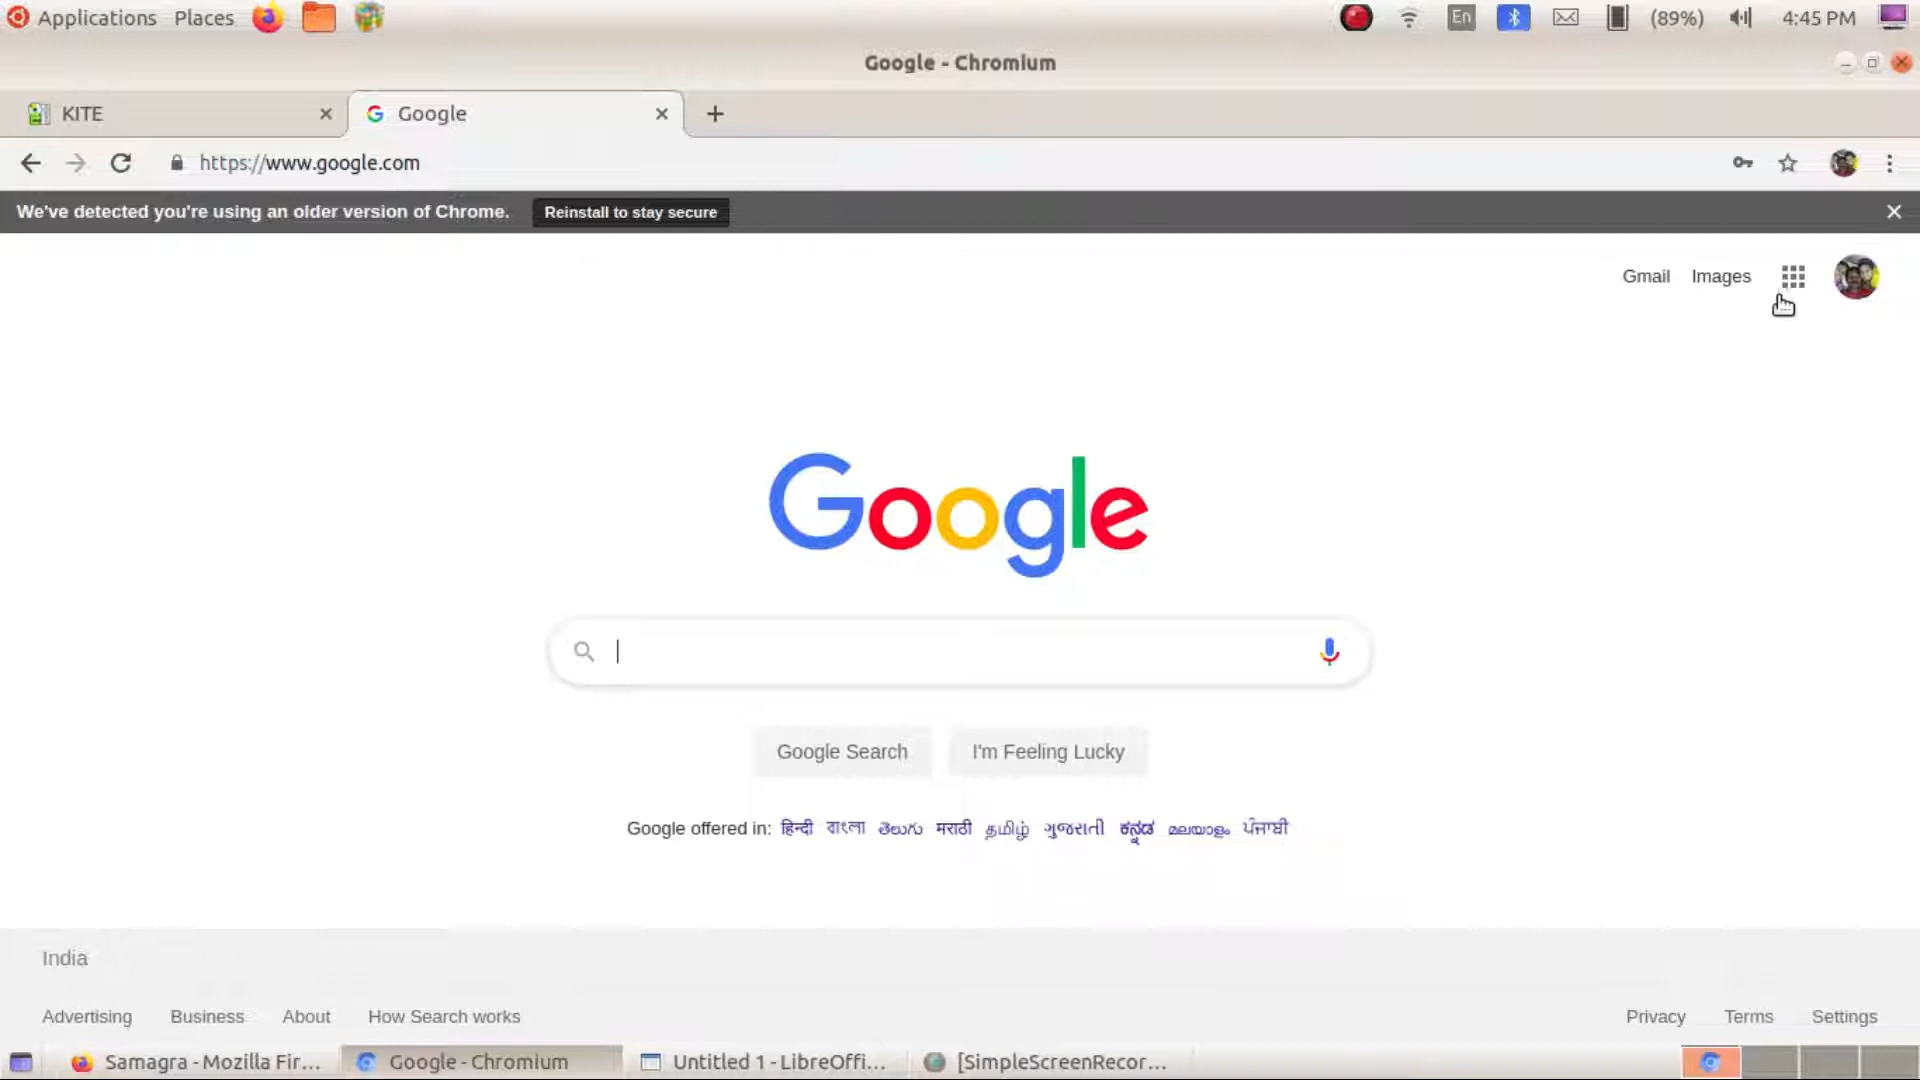 Applications Places En (89%) 4:45 PM
Google - Chromium
KITE Google
https://www.google.com
We've detected you're using an older version of Chrome. Reinstall to stay secure
Gmail Images
Google
Google Search I'm Feeling Lucky
Google offered in: हिन्दी বাংলা తెలుగు मराठी தமிழ் ગુજરાતી ಕನ್ನಡ മലയാളം ਪੰਜਾਬੀ
India
Advertising Business About How Search works Privacy Terms Settings
Samagra - Mozilla Fir... Google - Chromium Untitled 1 - LibreOffi... [SimpleScreenRecor...